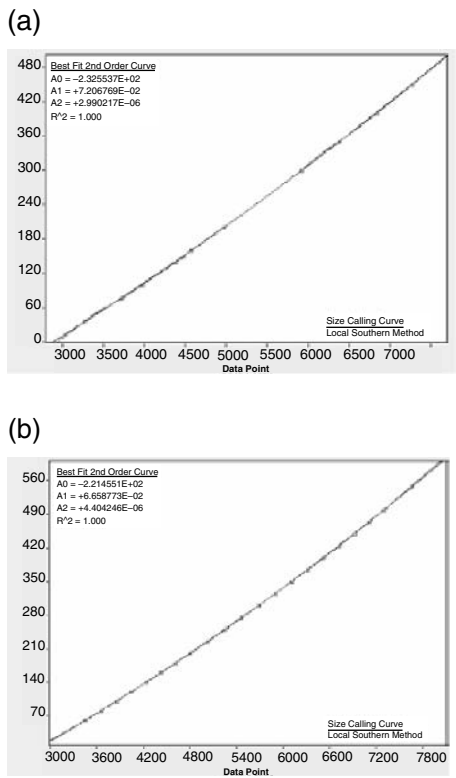 (a)
480
420
360
300
240
180
120
60
0
Best Fit 2nd Order Curve
A0 = −2.325537E+02
A1 = +7.206769E−02
A2 = +2.990217E−06
R^2 = 1.000
Size Calling Curve
Local Southern Method
3000 3500 4000 4500 5000 5500 6000 6500 7000
Data Point
(b)
560
490
420
350
280
210
140
70
Best Fit 2nd Order Curve
A0 = −2.214551E+02
A1 = +6.658773E−02
A2 = +4.404246E−06
R^2 = 1.000
Size Calling Curve
Local Southern Method
3000 3600 4200 4800 5400 6000 6600 7200 7800
Data Point